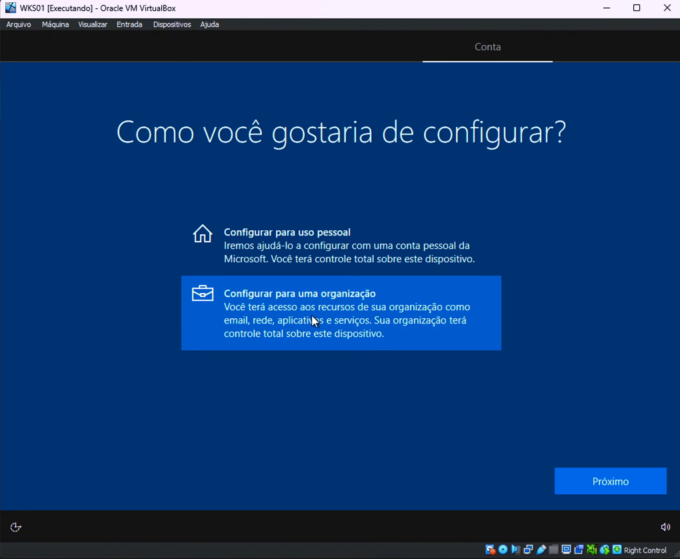 WKS01 [Executando] - Oracle VM VirtualBox
Arquivo Máquina Visualizar Entrada Dispositivos Ajuda
Conta
Como você gostaria de configurar?
Configurar para uso pessoal
Iremos ajudá-lo a configurar com uma conta pessoal da
Microsoft. Você terá controle total sobre este dispositivo.
Configurar para uma organização
Você terá acesso aos recursos de sua organização como
email, rede, aplicativos e serviços. Sua organização terá
controle total sobre este dispositivo.
Próximo
Right Control